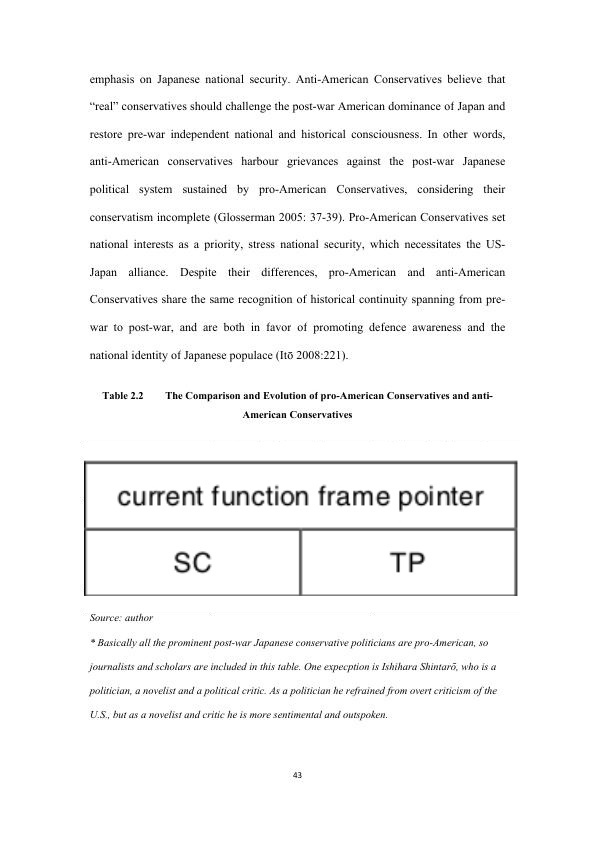 emphasis on Japanese national security. Anti-American Conservatives believe that
“real” conservatives should challenge the post-war American dominance of Japan and
restore pre-war independent national and historical consciousness. In other words,
anti-American conservatives harbour grievances against the post-war Japanese
political system sustained by pro-American Conservatives, considering their
conservatism incomplete (Glosserman 2005: 37-39). Pro-American Conservatives set
national interests as a priority, stress national security, which necessitates the US-
Japan alliance. Despite their differences, pro-American and anti-American
Conservatives share the same recognition of historical continuity spanning from pre-
war to post-war, and are both in favor of promoting defence awareness and the
national identity of Japanese populace (Itō 2008:221).
Table 2.2 The Comparison and Evolution of pro-American Conservatives and anti-
American Conservatives
current function frame pointer
SC TP
Source: author
* Basically all the prominent post-war Japanese conservative politicians are pro-American, so
journalists and scholars are included in this table. One expecption is Ishihara Shintarō, who is a
politician, a novelist and a political critic. As a politician he refrained from overt criticism of the
U.S., but as a novelist and critic he is more sentimental and outspoken.
43